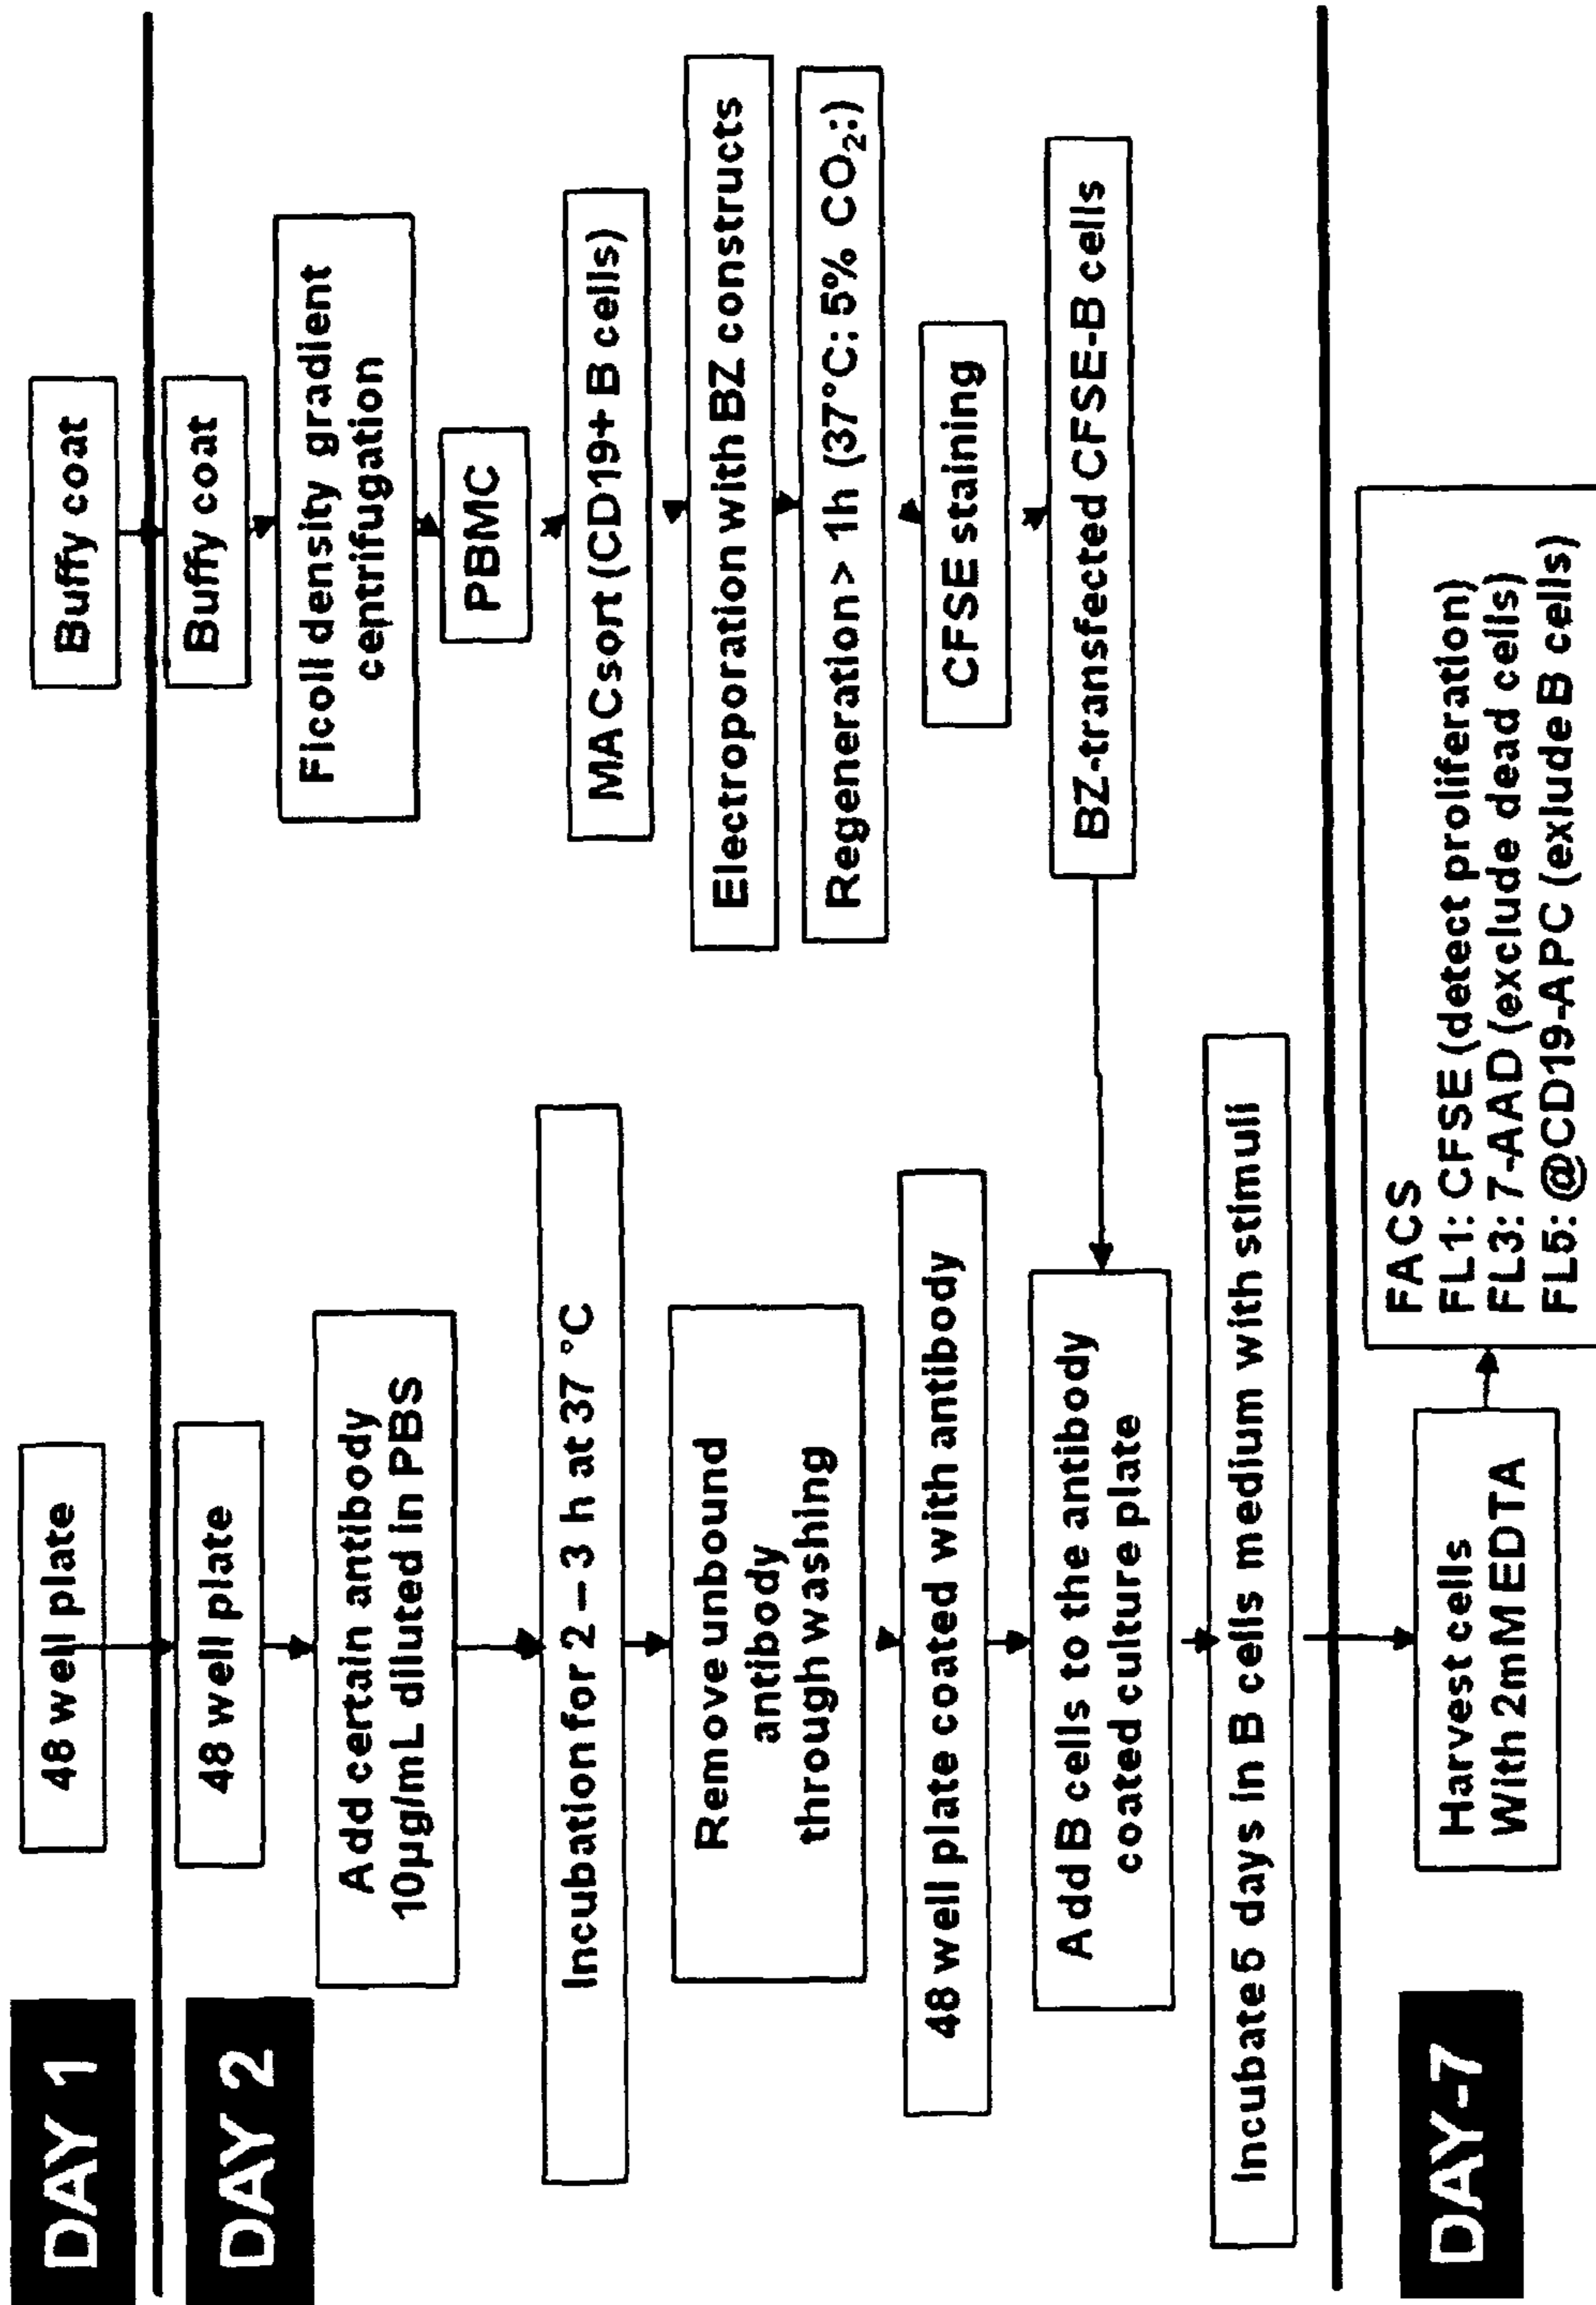 DAY 1
48 well plate
Buffy coat
DAY 2
48 well plate
Add certain antibody
10µg/mL diluted in PBS
Incubation for 2 – 3 h at 37 °C
Remove unbound
antibody
through washing
48 well plate coated with antibody
Add B cells to the antibody
coated culture plate
Incubate 5 days in B cells medium with stimuli
Buffy coat
Ficoll density gradient
centrifugation
PBMC
MACsort (CD19+ B cells)
Electroporation with BZ constructs
Regeneration > 1h (37°C: 5% CO₂:)
CFSE staining
BZ-transfected CFSE-B cells
DAY-7
Harvest cells
With 2mM EDTA
FACS
FL1: CFSE (detect proliferation)
FL3: 7-AAD (exclude dead cells)
FL5: @CD19-APC (exlude B cells)